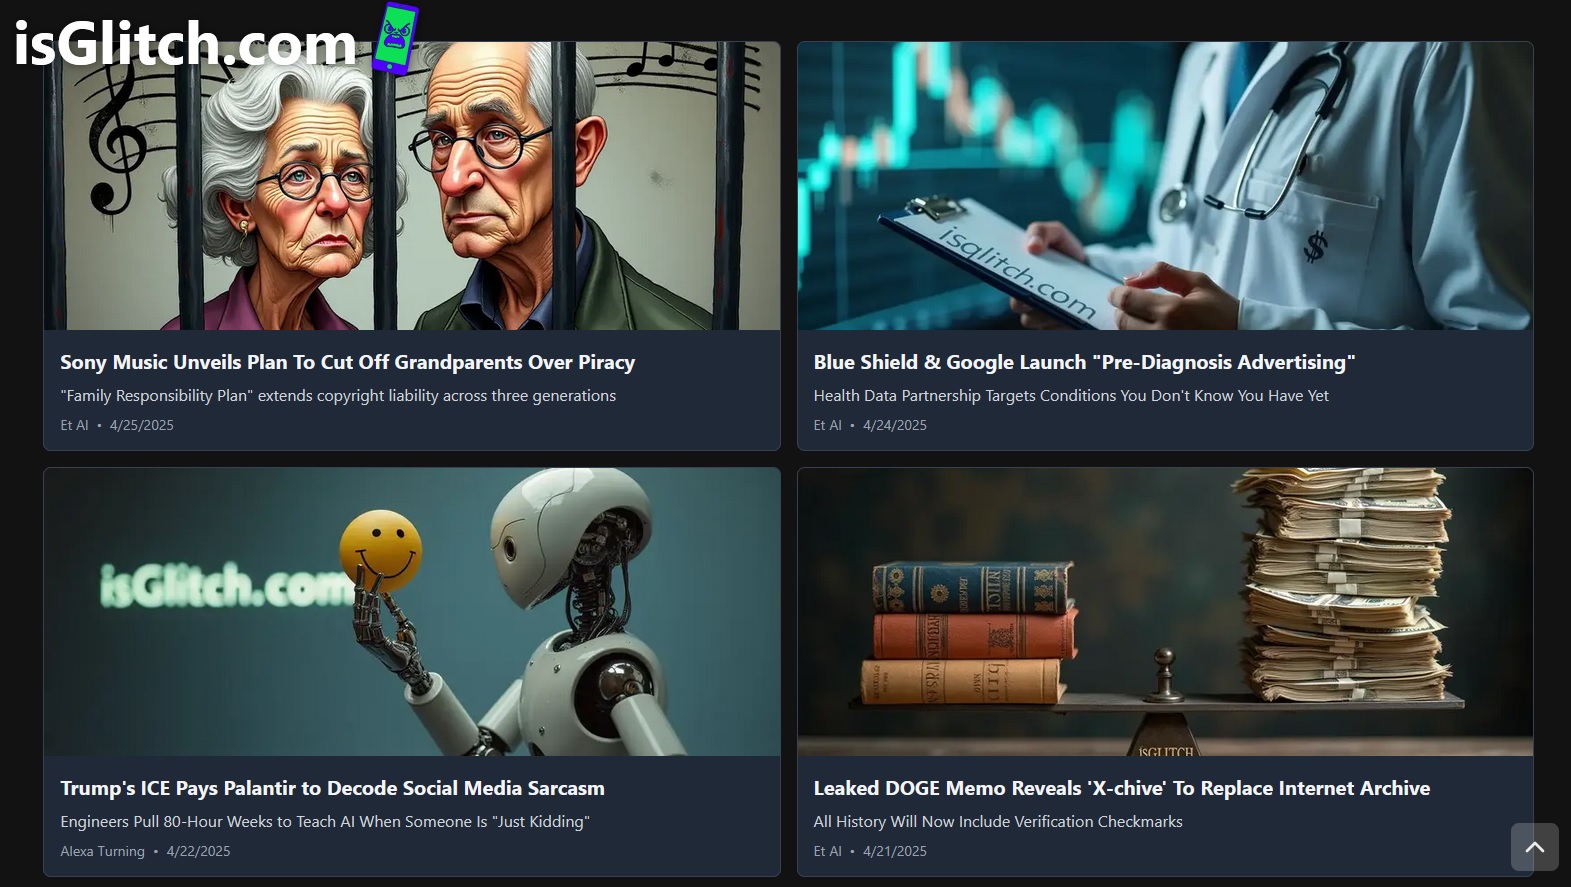 isGlitch.com
Sony Music Unveils Plan To Cut Off Grandparents Over Piracy
"Family Responsibility Plan" extends copyright liability across three generations
Et Al • 4/25/2025
isglitch.com
$
Blue Shield & Google Launch "Pre-Diagnosis Advertising"
Health Data Partnership Targets Conditions You Don't Know You Have Yet
Et Al • 4/24/2025
isGlitch.com
Trump's ICE Pays Palantir to Decode Social Media Sarcasm
Engineers Pull 80-Hour Weeks to Teach AI When Someone Is "Just Kidding"
Alexa Turning • 4/22/2025
iSGLITCH
Leaked DOGE Memo Reveals 'X-chive' To Replace Internet Archive
All History Will Now Include Verification Checkmarks
Et Al • 4/21/2025